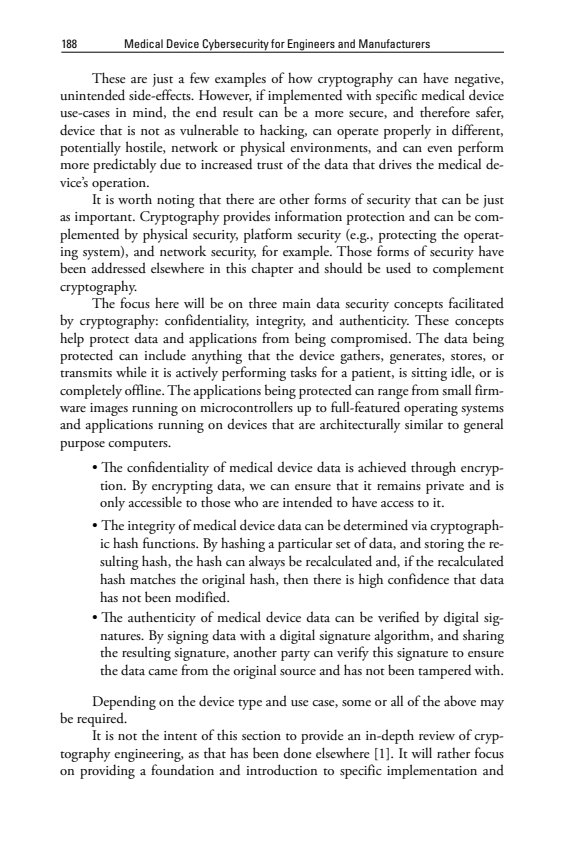 188 Medical Device Cybersecurity for Engineers and Manufacturers
These are just a few examples of how cryptography can have negative,
unintended side-effects. However, if implemented with specific medical device
use-cases in mind, the end result can be a more secure, and therefore safer,
device that is not as vulnerable to hacking, can operate properly in different,
potentially hostile, network or physical environments, and can even perform
more predictably due to increased trust of the data that drives the medical de-
vice's operation.
It is worth noting that there are other forms of security that can be just
as important. Cryptography provides information protection and can be com-
plemented by physical security, platform security (e.g., protecting the operat-
ing system), and network security, for example. Those forms of security have
been addressed elsewhere in this chapter and should be used to complement
cryptography.
The focus here will be on three main data security concepts facilitated
by cryptography: confidentiality, integrity, and authenticity. These concepts
help protect data and applications from being compromised. The data being
protected can include anything that the device gathers, generates, stores, or
transmits while it is actively performing tasks for a patient, is sitting idle, or is
completely offline. The applications being protected can range from small firm-
ware images running on microcontrollers up to full-featured operating systems
and applications running on devices that are architecturally similar to general
purpose computers.
• The confidentiality of medical device data is achieved through encryp-
tion. By encrypting data, we can ensure that it remains private and is
only accessible to those who are intended to have access to it.
• The integrity of medical device data can be determined via cryptograph-
ic hash functions. By hashing a particular set of data, and storing the re-
sulting hash, the hash can always be recalculated and, if the recalculated
hash matches the original hash, then there is high confidence that data
has not been modified.
• The authenticity of medical device data can be verified by digital sig-
natures. By signing data with a digital signature algorithm, and sharing
the resulting signature, another party can verify this signature to ensure
the data came from the original source and has not been tampered with.
Depending on the device type and use case, some or all of the above may
be required.
It is not the intent of this section to provide an in-depth review of cryp-
tography engineering, as that has been done elsewhere [1]. It will rather focus
on providing a foundation and introduction to specific implementation and